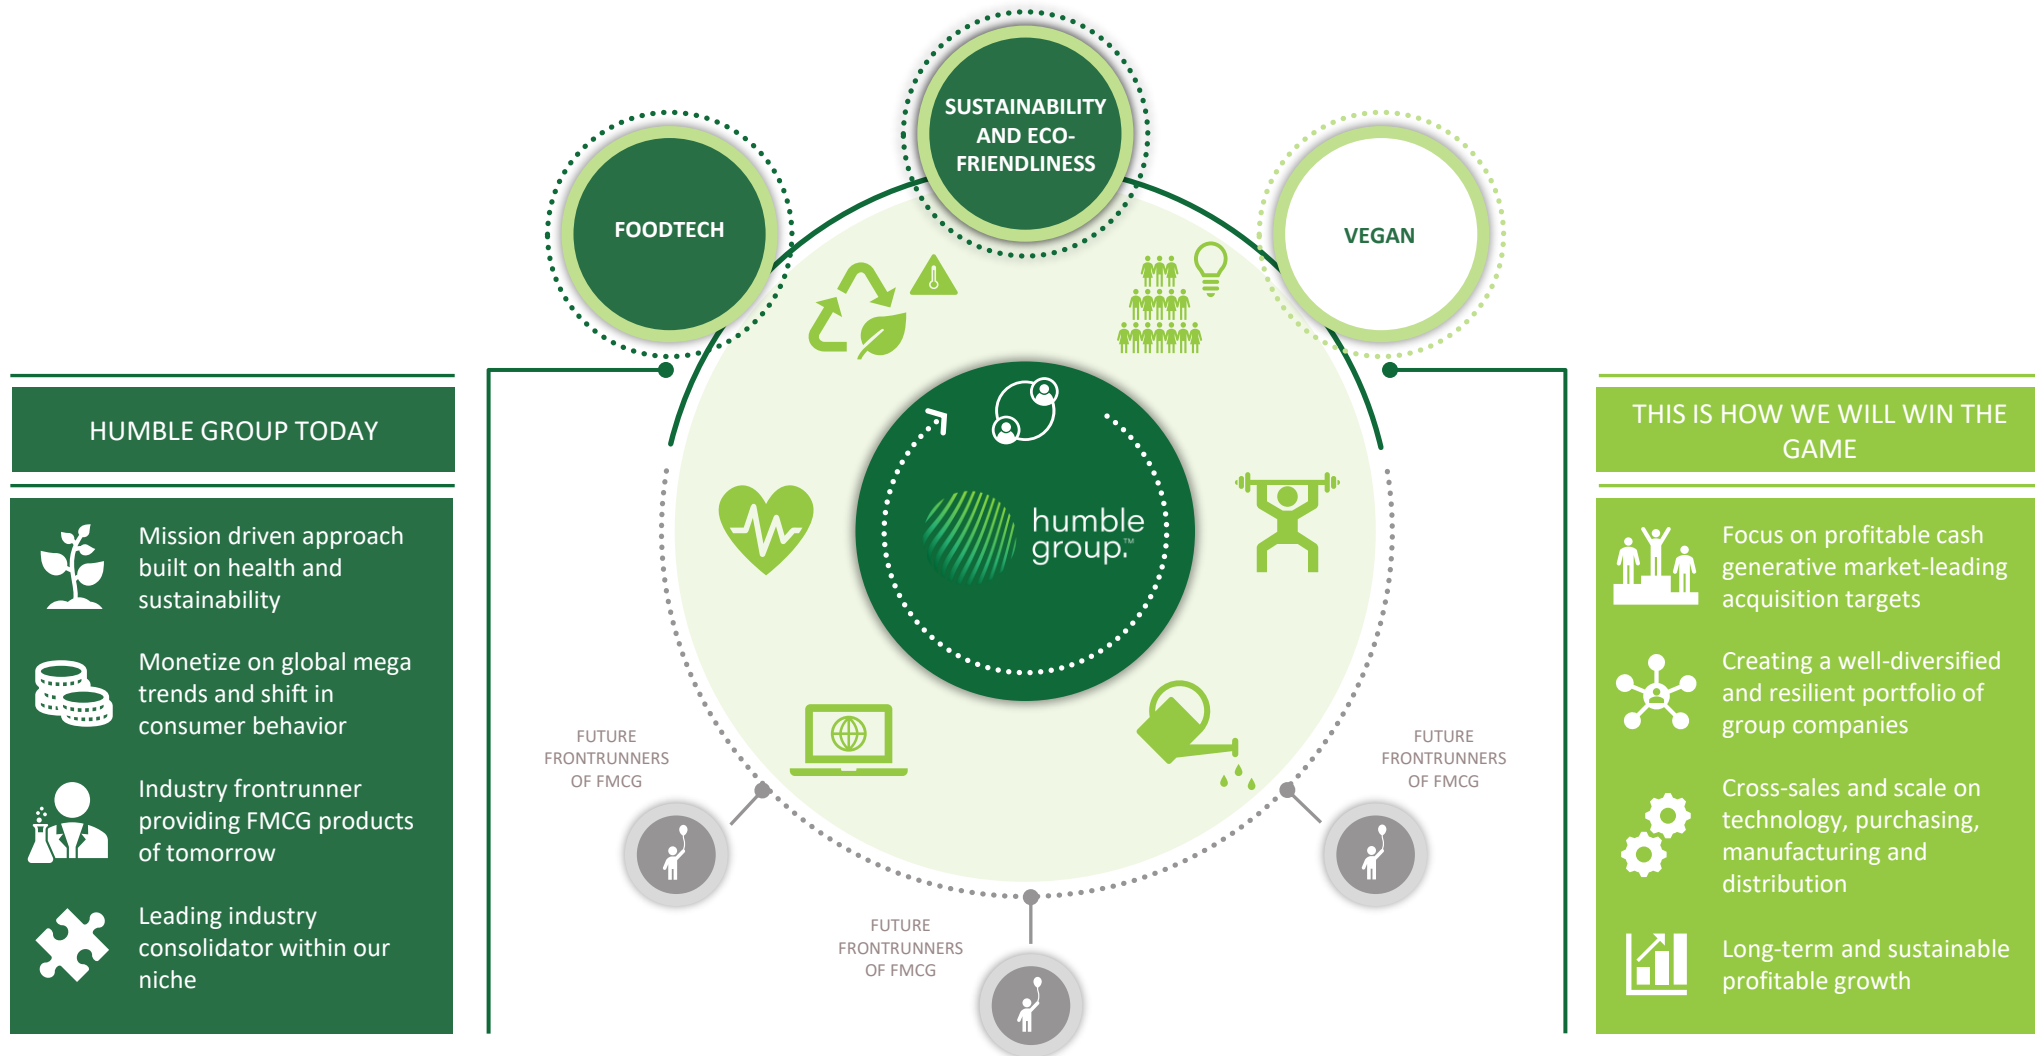 SUSTAINABILITY
AND ECO-
FRIENDLINESS
FOODTECH
VEGAN
HUMBLE GROUP TODAY
Mission driven approach
built on health and
sustainability
Monetize on global mega
trends and shift in
consumer behavior
Industry frontrunner
providing FMCG products
of tomorrow
Leading industry
consolidator within our
niche
humble
group.™
FUTURE
FRONTRUNNERS
OF FMCG
FUTURE
FRONTRUNNERS
OF FMCG
FUTURE
FRONTRUNNERS
OF FMCG
THIS IS HOW WE WILL WIN THE
GAME
Focus on profitable cash
generative market-leading
acquisition targets
Creating a well-diversified
and resilient portfolio of
group companies
Cross-sales and scale on
technology, purchasing,
manufacturing and
distribution
Long-term and sustainable
profitable growth